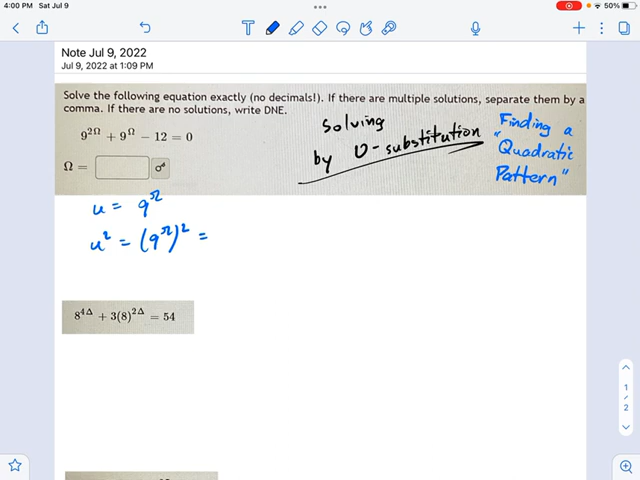 4:00 PM Sat Jul 9
50%
Note Jul 9, 2022
Jul 9, 2022 at 1:09 PM
Solve the following equation exactly (no decimals!). If there are multiple solutions, separate them by a
comma. If there are no solutions, write DNE.
9^{2Ω} + 9^Ω − 12 = 0
Ω =
solving
by U-substitution
Finding a
"Quadratic
Pattern"
u = 9^Ω
u² = (9^Ω)² =
8^{4Δ} + 3(8)^{2Δ} = 54
1
2